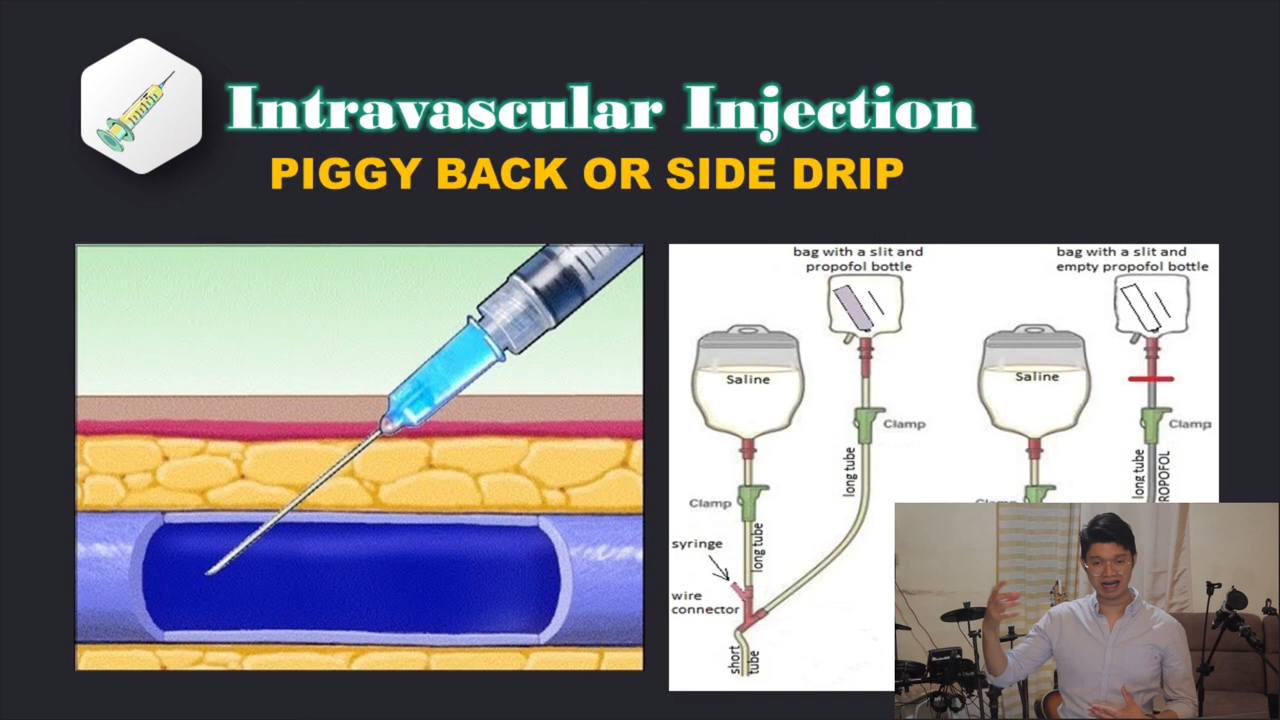 Intravascular Injection
PIGGY BACK OR SIDE DRIP
bag with a slit and
propofol bottle
bag with a slit and
empty propofol bottle
Saline
Saline
Clamp
Clamp
long tube
long tube
Clamp
long tube
syringe
wire
connector
short
tube